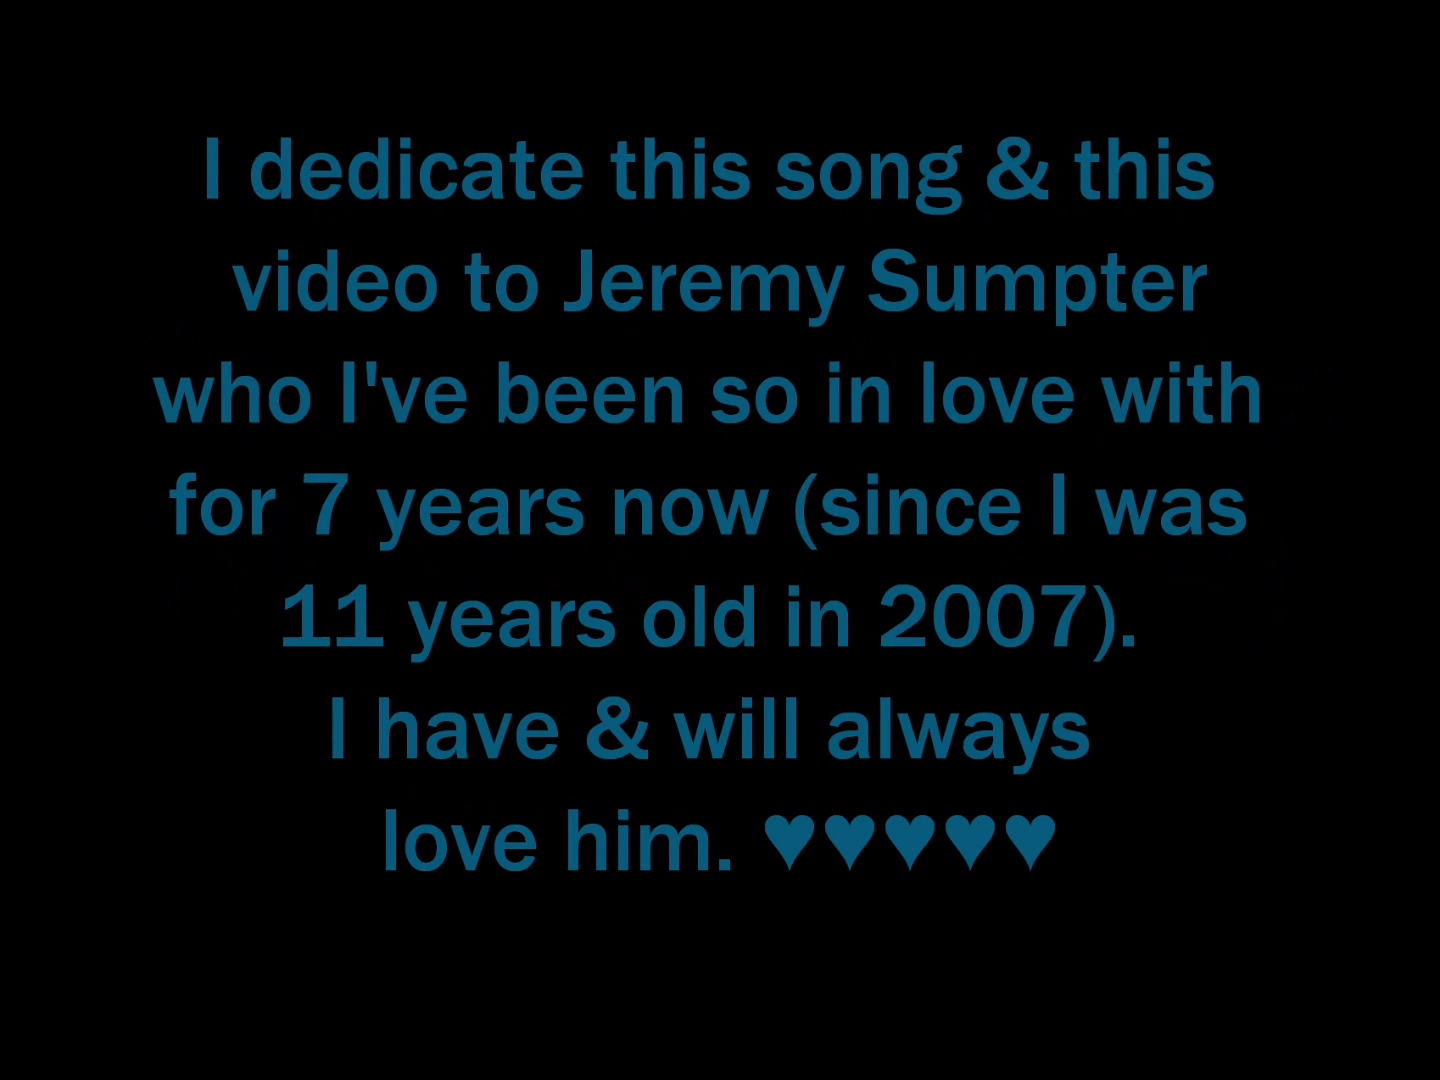 I dedicate this song & this
video to Jeremy Sumpter
who I've been so in love with
for 7 years now (since I was
11 years old in 2007).
I have & will always
love him. ♥♥♥♥♥